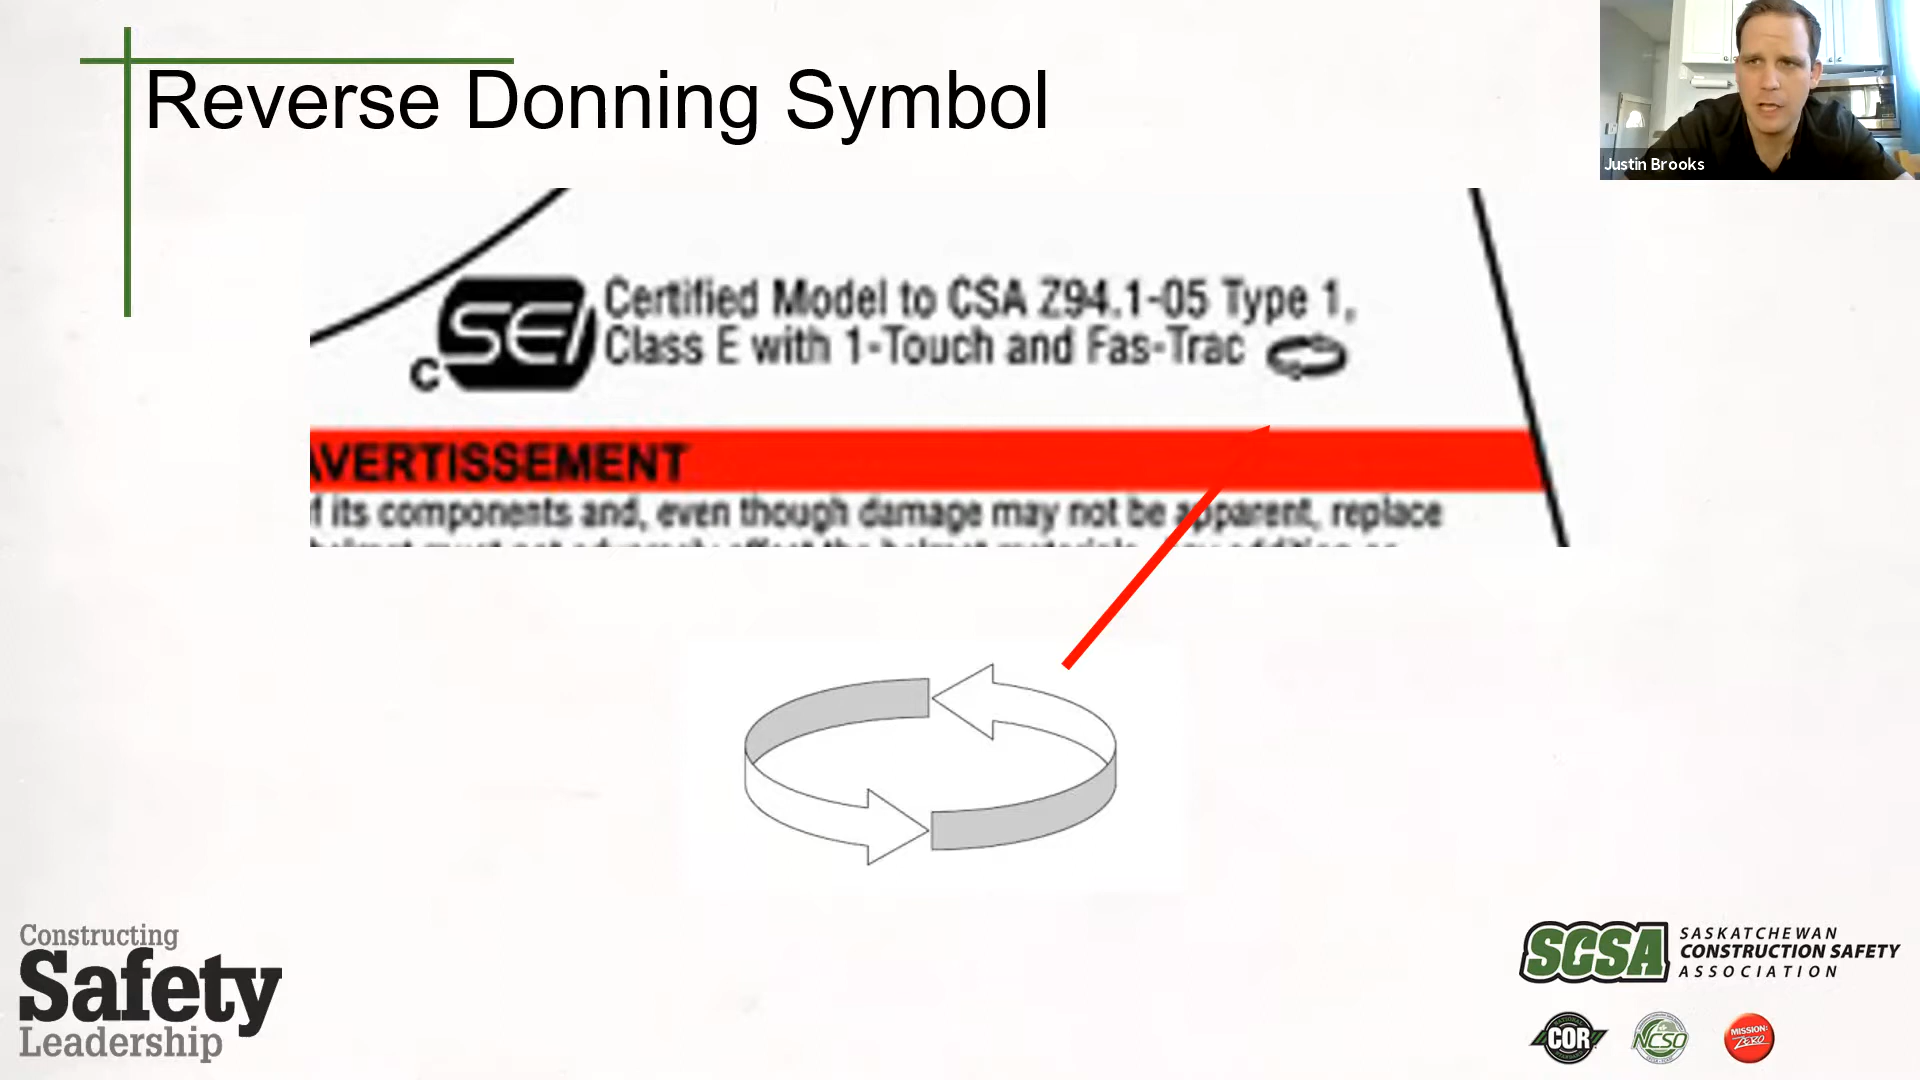 Reverse Donning Symbol
Justin Brooks
SEI
C
Certified Model to CSA Z94.1-05 Type 1,
Class E with 1-Touch and Fas-Trac
AVERTISSEMENT
f its components and, even though damage may not be apparent, replace
Constructing
Safety
Leadership
SCSA
SASKATCHEWAN
CONSTRUCTION SAFETY
ASSOCIATION
COR
NCSO
MISSION:
ZERO